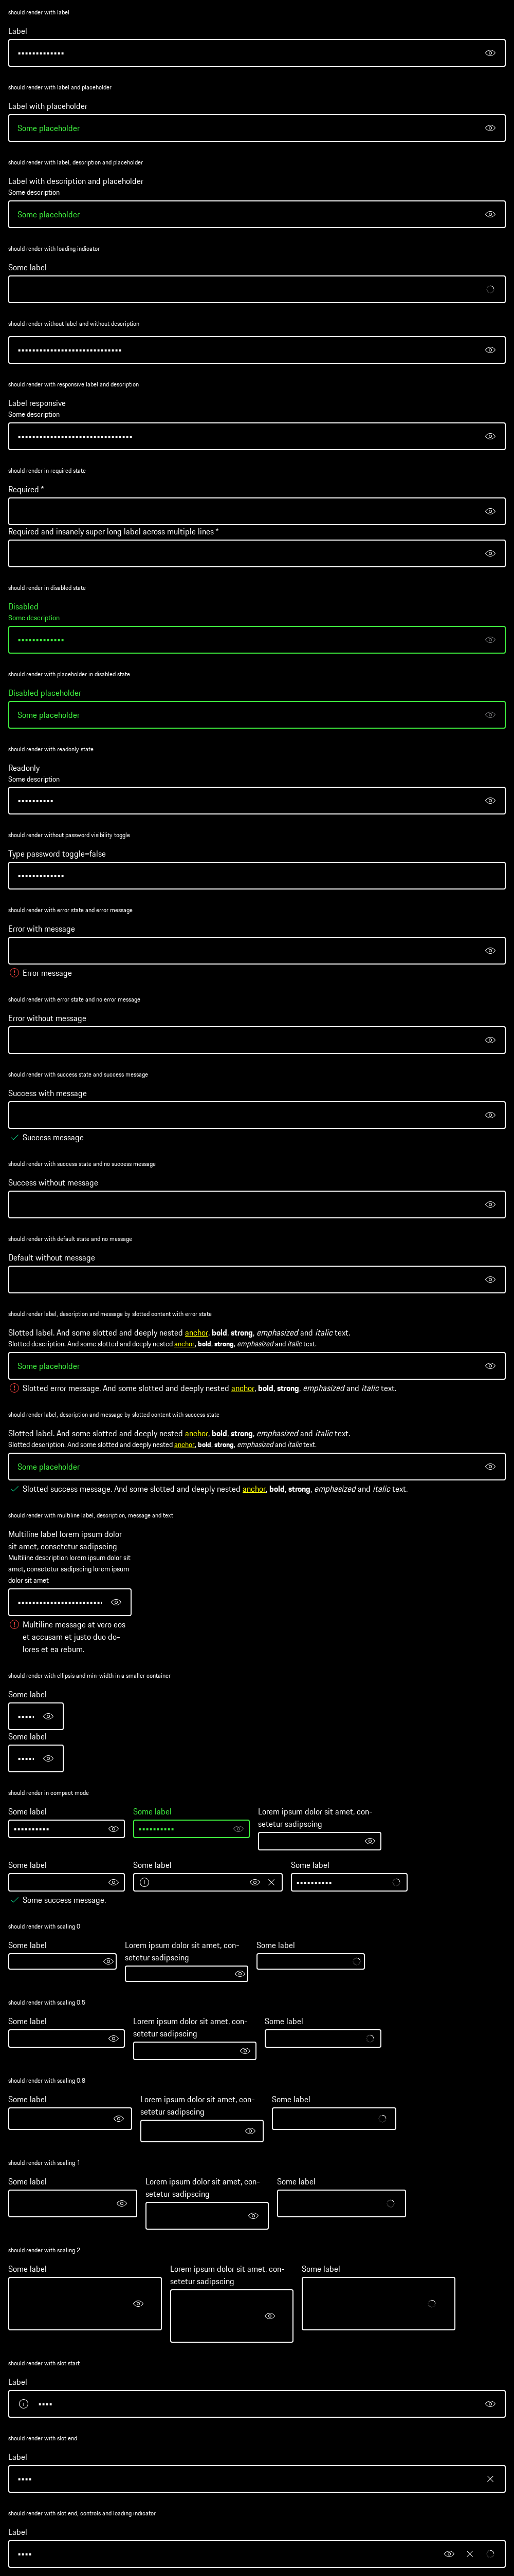 should render with label
Label
•••••••••••••
should render with label and placeholder
Label with placeholder
Some placeholder
should render with label, description and placeholder
Label with description and placeholder
Some description
Some placeholder
should render with loading indicator
Some label
should render without label and without description
•••••••••••••••••••••••••••••
should render with responsive label and description
Label responsive
Some description
••••••••••••••••••••••••••••••••
should render in required state
Required *
Required and insanely super long label across multiple lines *
should render in disabled state
Disabled
Some description
•••••••••••••
should render with placeholder in disabled state
Disabled placeholder
Some placeholder
should render with readonly state
Readonly
Some description
••••••••••
should render without password visibility toggle
Type password toggle=false
•••••••••••••
should render with error state and error message
Error with message
Error message
should render with error state and no error message
Error without message
should render with success state and success message
Success with message
Success message
should render with success state and no success message
Success without message
should render with default state and no message
Default without message
should render label, description and message by slotted content with error state
Slotted label. And some slotted and deeply nested anchor, bold, strong, emphasized and italic text.
Slotted description. And some slotted and deeply nested anchor, bold, strong, emphasized and italic text.
Some placeholder
Slotted error message. And some slotted and deeply nested anchor, bold, strong, emphasized and italic text.
should render label, description and message by slotted content with success state
Slotted label. And some slotted and deeply nested anchor, bold, strong, emphasized and italic text.
Slotted description. And some slotted and deeply nested anchor, bold, strong, emphasized and italic text.
Some placeholder
Slotted success message. And some slotted and deeply nested anchor, bold, strong, emphasized and italic text.
should render with multiline label, description, message and text
Multiline label lorem ipsum dolor
sit amet, consetetur sadipscing
Multiline description lorem ipsum dolor sit
amet, consetetur sadipscing lorem ipsum
dolor sit amet
••••••••••••••••••••••••
Multiline message at vero eos
et accusam et justo duo do-
lores et ea rebum.
should render with ellipsis and min-width in a smaller container
Some label
•••••
Some label
•••••
should render in compact mode
Some label
••••••••••
Some label
••••••••••
Lorem ipsum dolor sit amet, con-
setetur sadipscing
Some label
Some success message.
Some label
Some label
••••••••••
should render with scaling 0
Some label
Lorem ipsum dolor sit amet, con-
setetur sadipscing
Some label
should render with scaling 0.5
Some label
Lorem ipsum dolor sit amet, con-
setetur sadipscing
Some label
should render with scaling 0.8
Some label
Lorem ipsum dolor sit amet, con-
setetur sadipscing
Some label
should render with scaling 1
Some label
Lorem ipsum dolor sit amet, con-
setetur sadipscing
Some label
should render with scaling 2
Some label
Lorem ipsum dolor sit amet, con-
setetur sadipscing
Some label
should render with slot start
Label
••••
should render with slot end
Label
••••
should render with slot end, controls and loading indicator
Label
••••